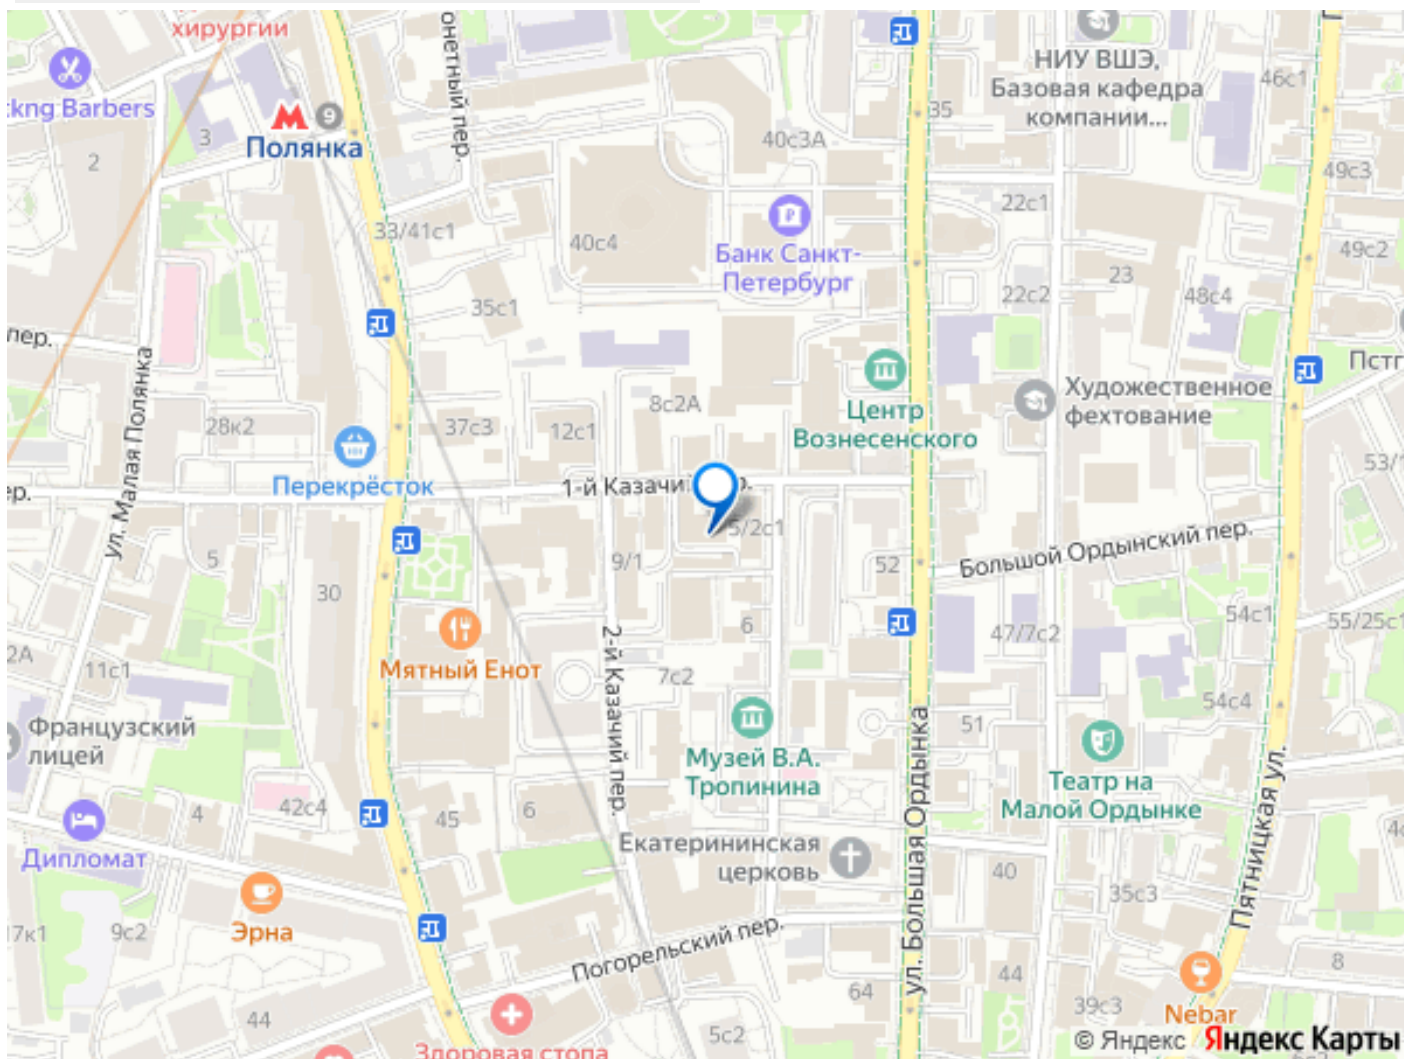 хирургии
онетный пер.
kng Barbers
3
9
Полянка
2
33/41с1
40с4
40с3А
35
НИУ ВШЭ,
Базовая кафедра
компании...
46с1
49с3
22с1
Банк Санкт-
Петербург
49с2
23
22с2
48с4
35с1
пер.
ул. Малая Полянка
28к2
37с3
12с1
8с2А
Центр
Вознесенского
Художественное
фехтование
Пстг
53/1
Перекрёсток
1-й Казачи
р.
ер.
5/2с1
5
9/1
52
Большой Ордынский пер.
30
6
47/7с2
54с1
55/25с1
2А
11с1
Мятный Енот
2-й Казачий пер.
7с2
54с4
51
Французский
лицей
Музей В.А.
Тропинина
ул. Большая Ордынка
Театр на
Малой Ордынке
Пятницкая ул.
4
42с4
45
6
Дипломат
Екатерининская
церковь
40
35с3
Эрна
17к1
9с2
Погорельский пер.
8
44
64
44
39с3
Nebar
5с2
Здоровая стопа
© Яндекс
Яндекс Карты